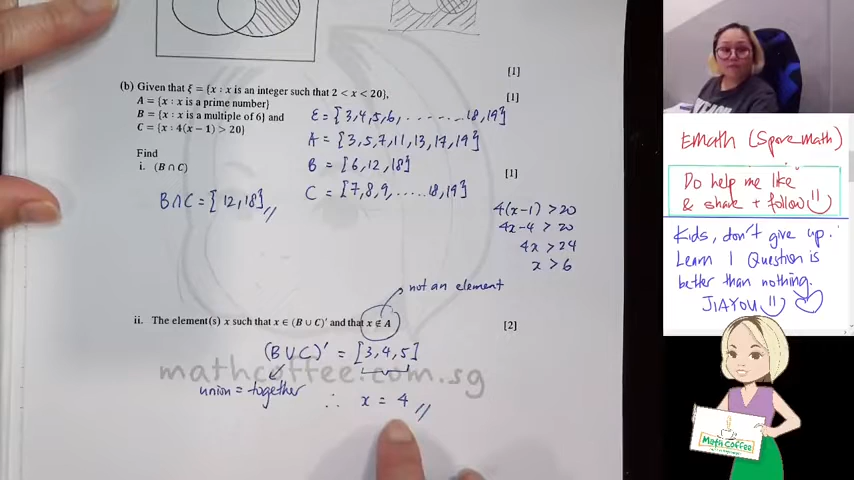 [1]
(b) Given that ξ = {x : x is an integer such that 2 < x < 20},
[1]
A = {x : x is a prime number}
B = {x : x is a multiple of 6} and
C = {x : 4(x − 1) > 20}
ε = {3,4,5,6, ........ 18,19}
A = {3,5,7,11,13,17,19}
B = {6,12,18}
C = {7,8,9, ..... 18,19}
Find
i. (B ∩ C)
[1]
B∩C = {12,18} //
4(x-1) > 20
4x-4 > 20
4x > 24
x > 6
not an element
ii. The element(s) x such that x ∈ (B ∪ C)′ and that x ∉ A
[2]
(B ∪ C)′ = {3,4,5}
mathcoffee.com.sg
union = together
∴ x = 4 //
EMath (S'pore Math)
Do help me like
& share + follow
Kids, don't give up.
Learn 1 Question is
better than nothing.
JIAYOU
Math Coffee